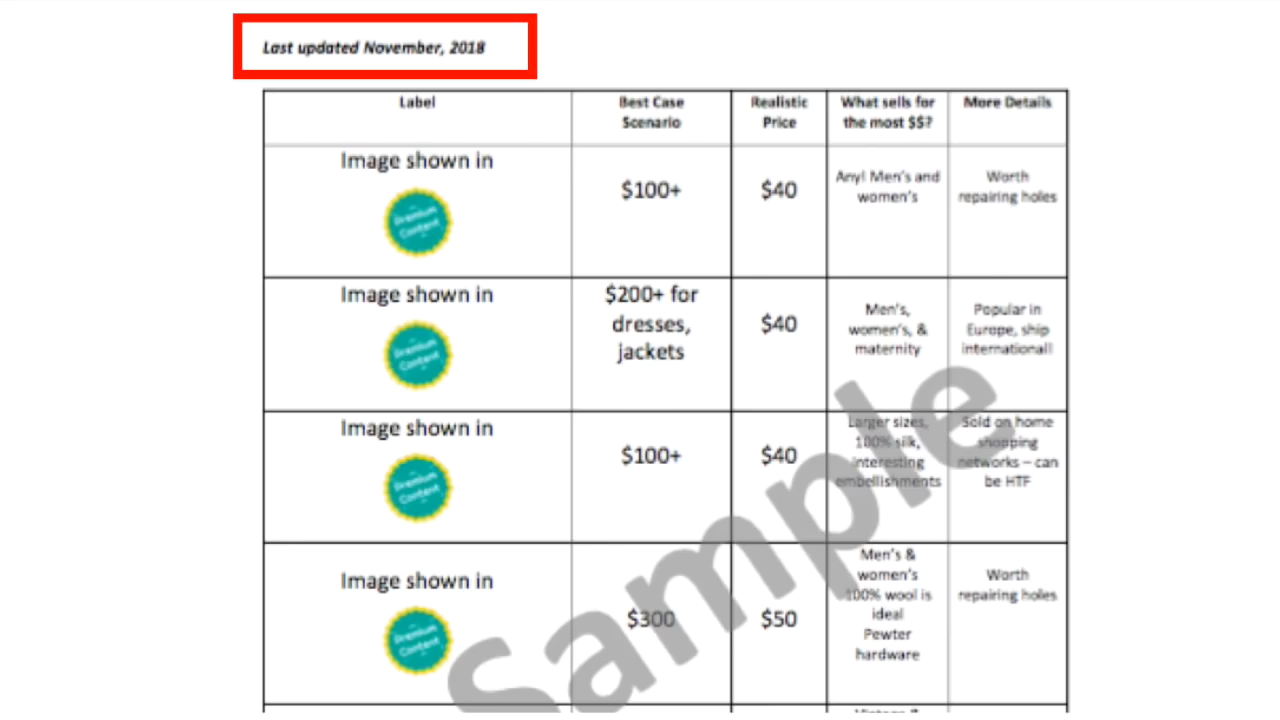 Last updated November, 2018
Label
Best Case
Scenario
Realistic
Price
What sells for
the most $$?
More Details
Image shown in
Premium
Content
$100+
$40
Any! Men's and
women's
Worth
repairing holes
Image shown in
Premium
Content
$200+ for
dresses,
jackets
$40
Men's,
women's, &
maternity
Popular in
Europe, ship
international!
Image shown in
Premium
Content
$100+
$40
Larger sizes,
100% silk,
interesting
embellishments
Sold on home
shopping
networks – can
be HTF
Image shown in
Premium
Content
$300
$50
Men's &
women's
100% wool is
ideal
Pewter
hardware
Worth
repairing holes
Sample